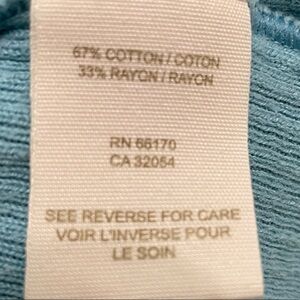 67% COTTON / COTON
33% RAYON / RAYON
RN 66170
CA 32054
SEE REVERSE FOR CARE
VOIR L'INVERSE POUR
LE SOIN